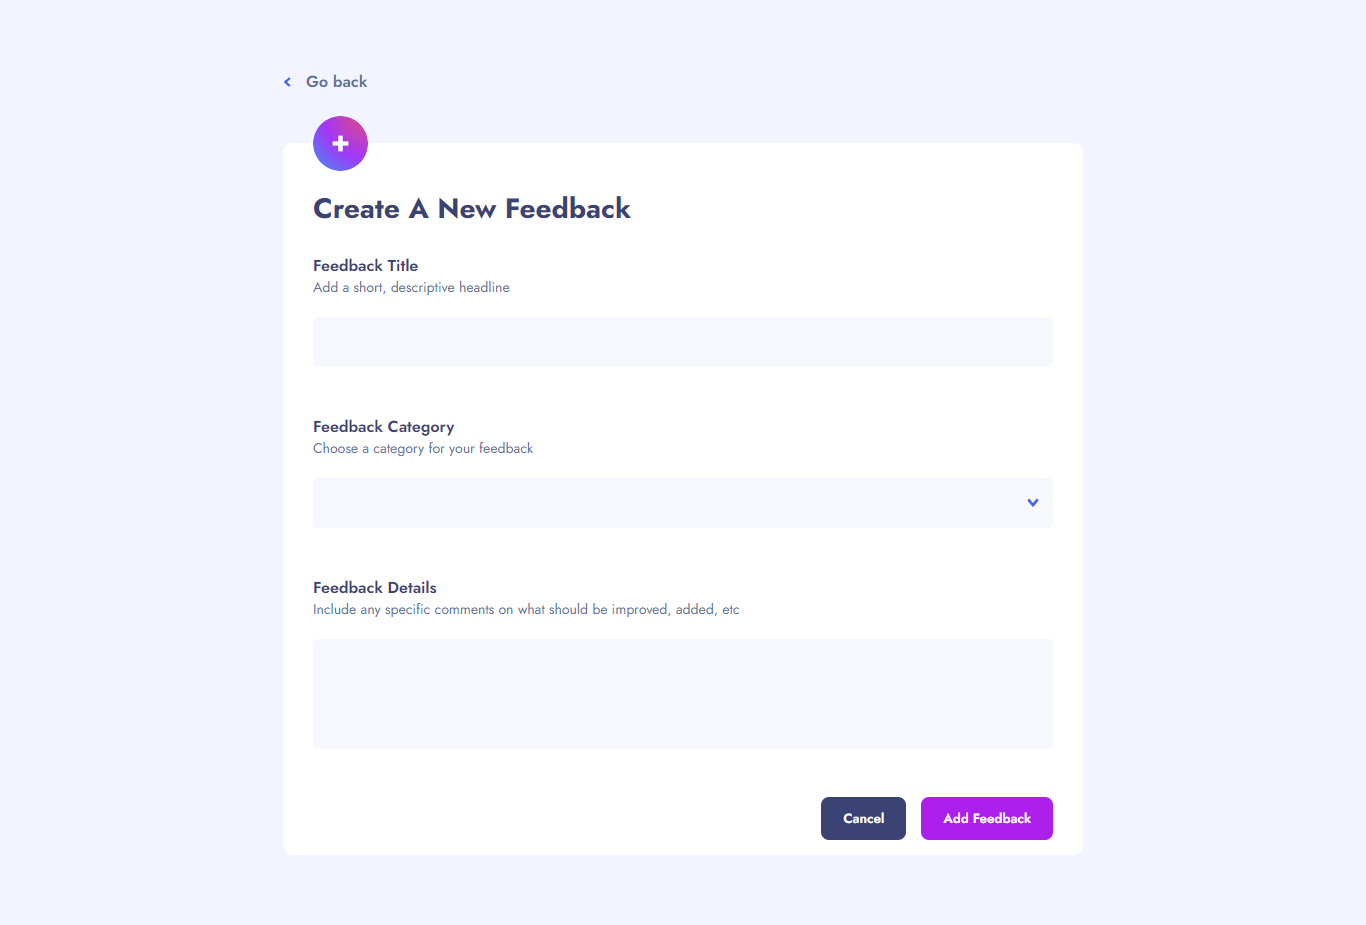 Go back
Create A New Feedback
Feedback Title
Add a short, descriptive headline
Feedback Category
Choose a category for your feedback
Feedback Details
Include any specific comments on what should be improved, added, etc
Cancel
Add Feedback